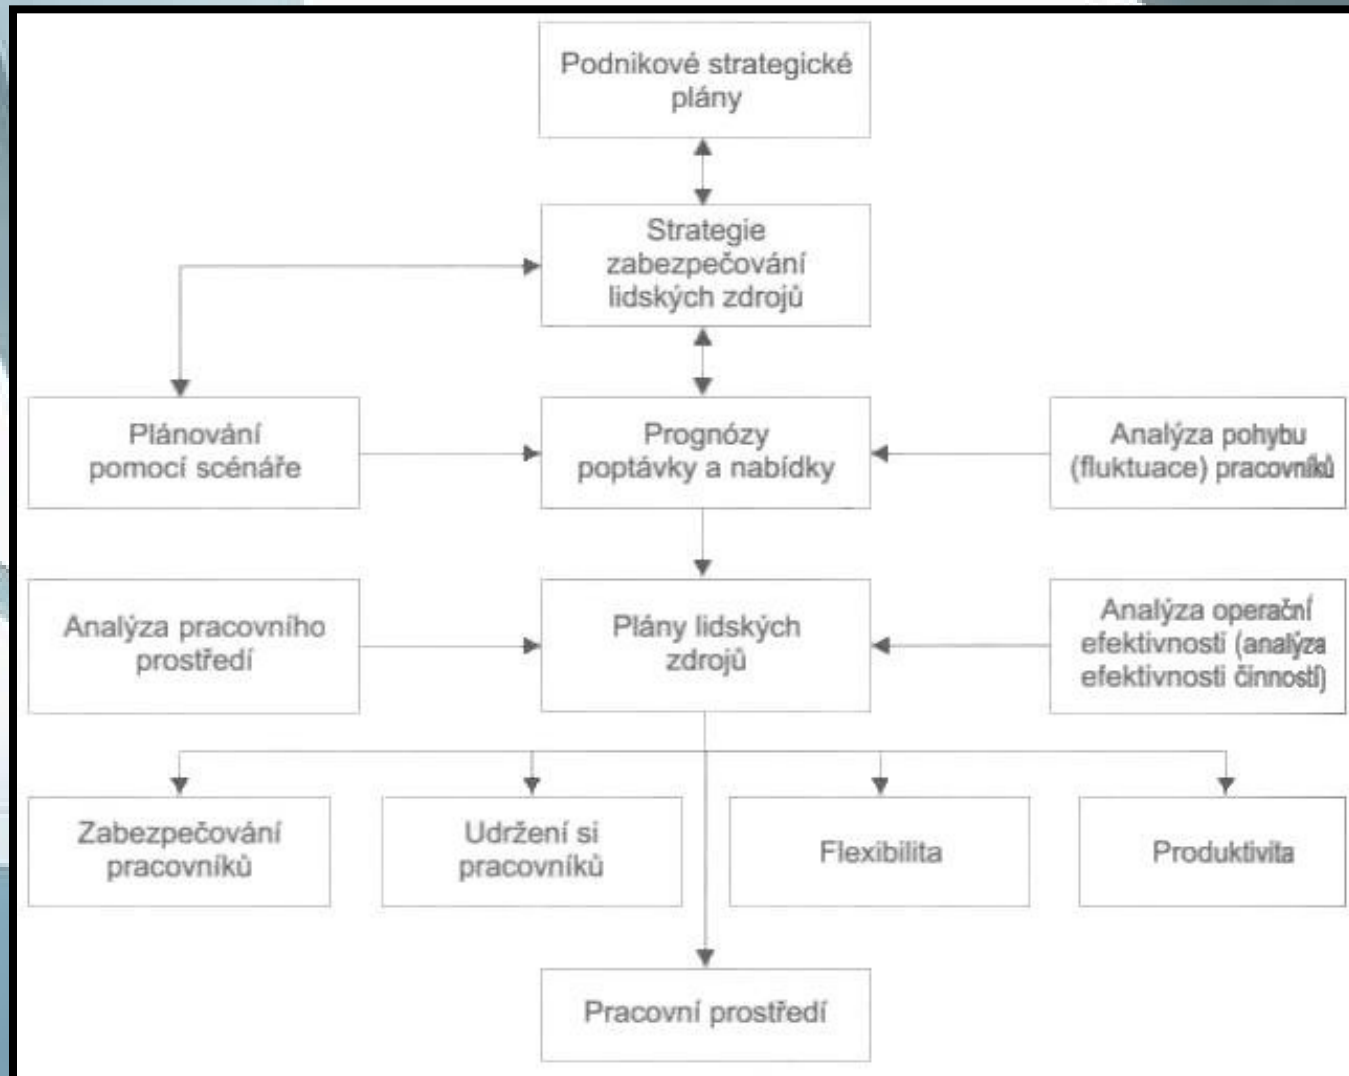 Podnikové strategické
plány
Strategie
zabezpečování
lidských zdrojů
Plánování
pomocí scénáře
Prognózy
poptávky a nabídky
Analýza pohybu
(fluktuace) pracovníků
Analýza pracovního
prostředí
Plány lidských
zdrojů
Analýza operační
efektivnosti (analýza
efektivnosti činností)
Zabezpečování
pracovníků
Udržení si
pracovníků
Flexibilita
Produktivita
Pracovní prostředí